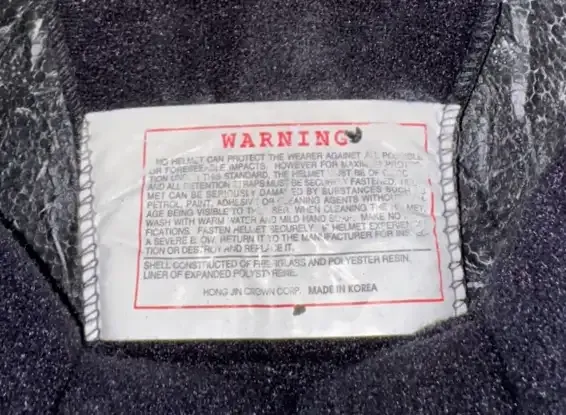 WARNING
NO HELMET CAN PROTECT THE WEARER AGAINST ALL POSSIBLE
OR FORESEEABLE IMPACTS. HOWEVER FOR MAXIMUM PROTEC-
TION THIS STANDARD, THE HELMET MUST BE OF
AND ALL RETENTION STRAPS MUST BE SECURELY FASTENED. HEL-
MET CAN BE SERIOUSLY DAMAGED BY SUBSTANCES SUCH
PETROL, PAINT, ADHESIVE OR CLEANING AGENTS WITHOUT
AGE BEING VISIBLE TO THE USER. WHEN CLEANING THE HELMET
WASH WITH WARM WATER AND MILD HAND SOAP. MAKE NO
FICATIONS. FASTEN HELMET SECURELY. IF HELMET EXPERIENCES
A SEVERE BLOW, RETURN IT TO THE MANUFACTURER FOR INSPEC-
TION OR DESTROY AND REPLACE IT.
SHELL CONSTRUCTED OF FIBERGLASS AND POLYESTER RESIN.
LINER OF EXPANDED POLYSTYRENE.
HONG JIN CROWN CORP. MADE IN KOREA